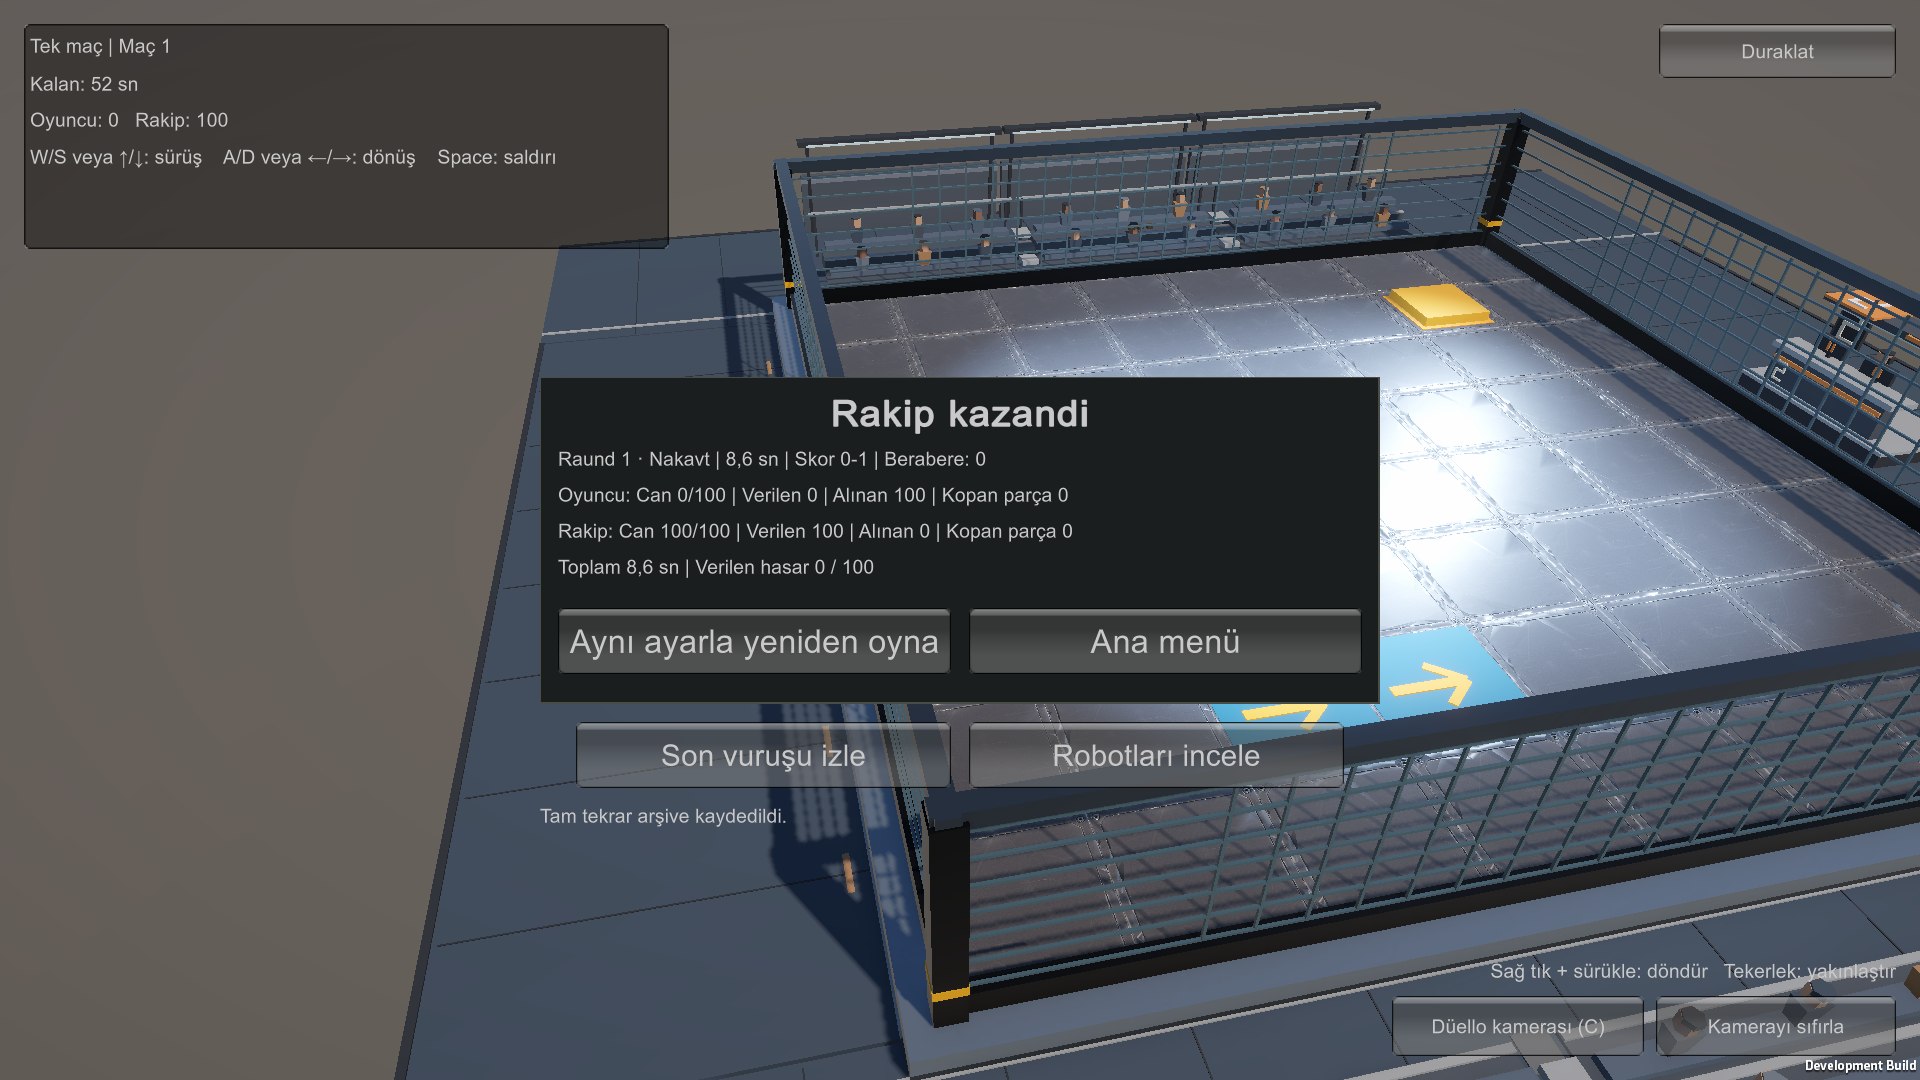 Tek maç | Maç 1
Kalan: 52 sn
Oyuncu: 0   Rakip: 100
W/S veya ↑/↓: sürüş   A/D veya ←/→: dönüş   Space: saldırı
Duraklat
Rakip kazandi
Raund 1 · Nakavt | 8,6 sn | Skor 0-1 | Berabere: 0
Oyuncu: Can 0/100 | Verilen 0 | Alınan 100 | Kopan parça 0
Rakip: Can 100/100 | Verilen 100 | Alınan 0 | Kopan parça 0
Toplam 8,6 sn | Verilen hasar 0 / 100
Aynı ayarla yeniden oyna
Ana menü
Son vuruşu izle
Robotları incele
Tam tekrar arşive kaydedildi.
Sağ tık + sürükle: döndür   Tekerlek: yakınlaştır
Düello kamerası (C)
Kamerayı sıfırla
Development Build